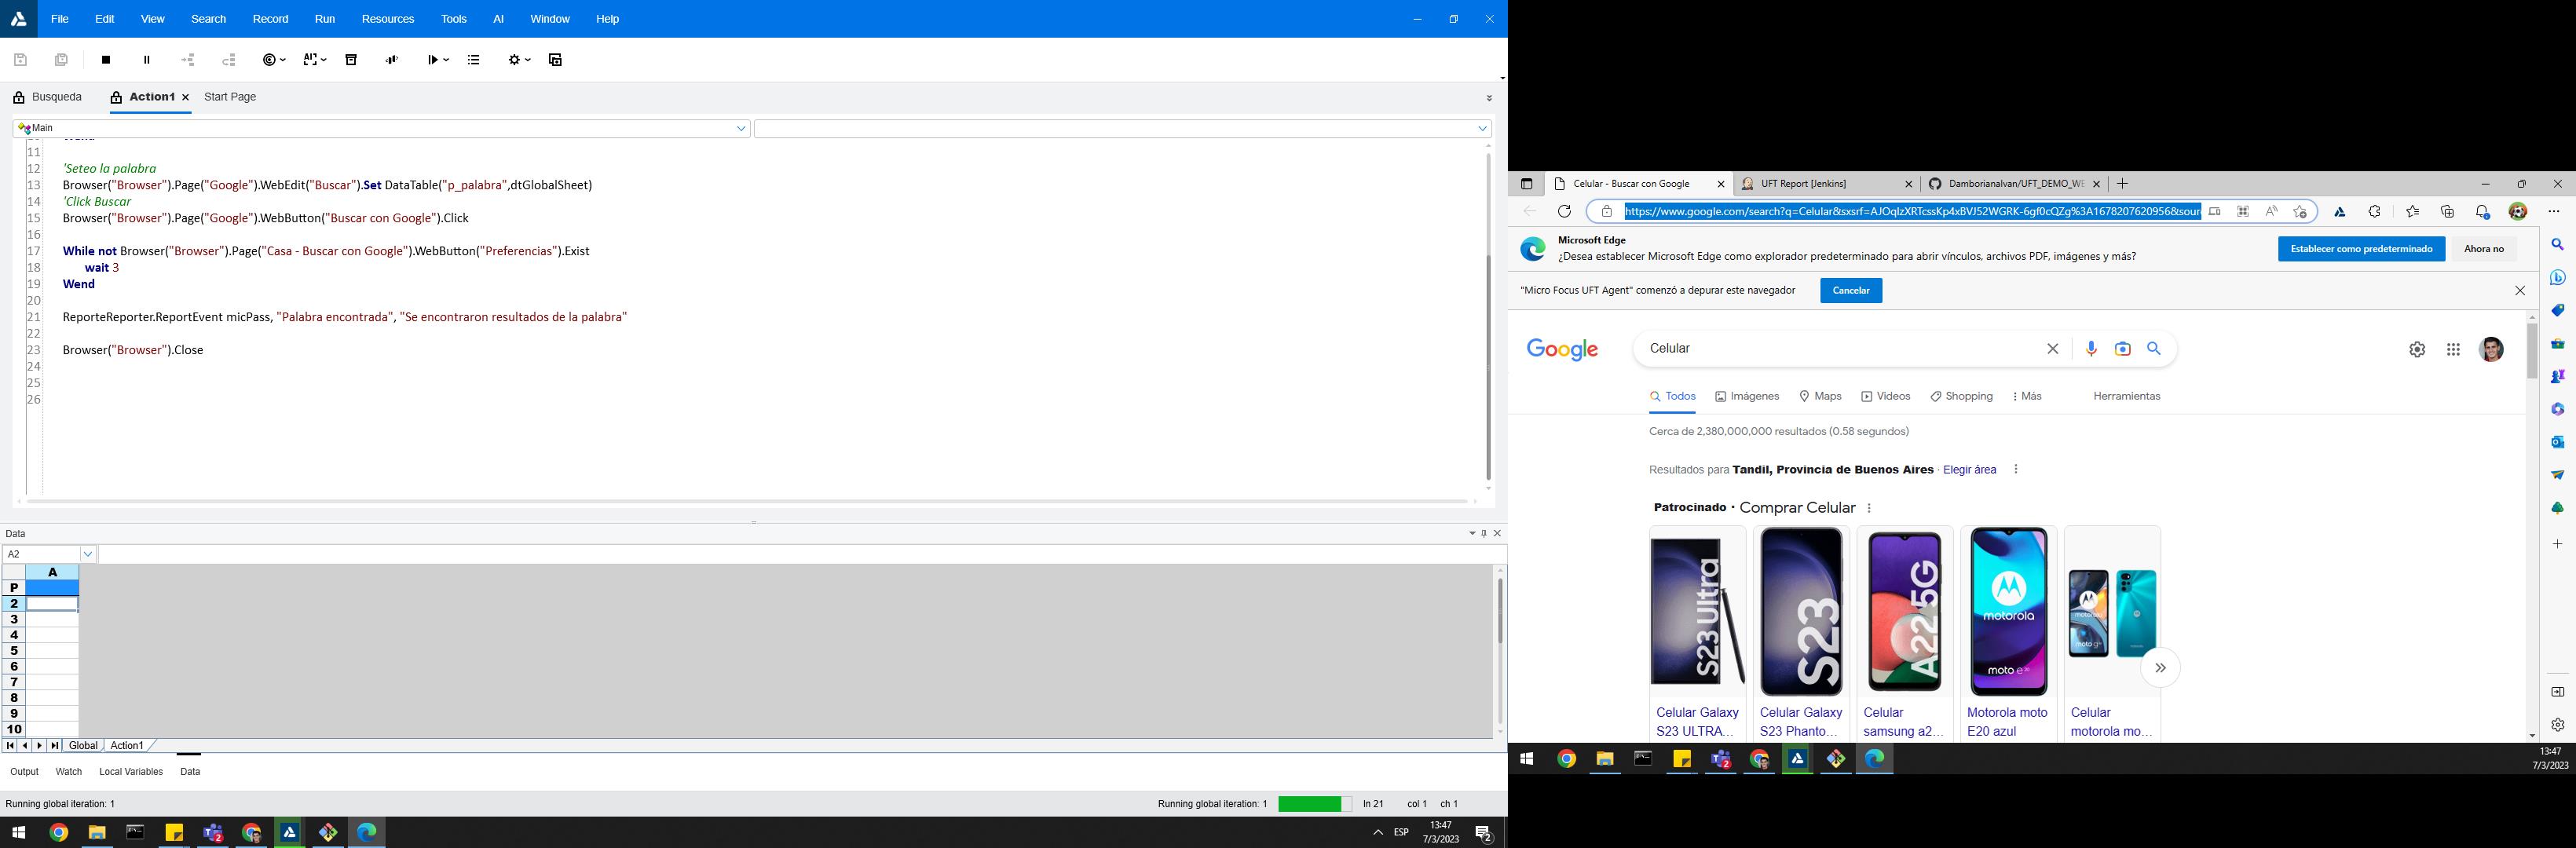 File Edit View Search Record Run Resources Tools AI Window Help
Busqueda Action1 Start Page
Main
11
12 'Seteo la palabra
13 Browser("Browser").Page("Google").WebEdit("Buscar").Set DataTable("p_palabra",dtGlobalSheet)
14 'Click Buscar
15 Browser("Browser").Page("Google").WebButton("Buscar con Google").Click
16
17 While not Browser("Browser").Page("Casa - Buscar con Google").WebButton("Preferencias").Exist
18 wait 3
19 Wend
20
21 ReporteReporter.ReportEvent micPass, "Palabra encontrada", "Se encontraron resultados de la palabra"
22
23 Browser("Browser").Close
24
25
26
Data
A2
A
P
2
3
4
5
6
7
8
9
10
Global Action1
Output Watch Local Variables Data
Running global iteration: 1 Running global iteration: 1 ln 21 col 1 ch 1
2 ESP 13:47
7/3/2023 2
Celular - Buscar con Google UFT Report [Jenkins] DamborianaIvan/UFT_DEMO_WE
https://www.google.com/search?q=Celular&sxsrf=AJOqlzXRTcssKp4xBVJ52WGRK-6gf0cQZg%3A1678207620956&sour
Microsoft Edge
¿Desea establecer Microsoft Edge como explorador predeterminado para abrir vínculos, archivos PDF, imágenes y más? Establecer como predeterminado Ahora no
"Micro Focus UFT Agent" comenzó a depurar este navegador Cancelar
Google Celular
Todos Imágenes Maps Videos Shopping Más Herramientas
Cerca de 2,380,000,000 resultados (0.58 segundos)
Resultados para Tandil, Provincia de Buenos Aires · Elegir área
Patrocinado · Comprar Celular
S23 Ultra S23 A22 5G motorola moto e20
Celular Galaxy S23 ULTRA...
Celular Galaxy S23 Phanto...
Celular samsung a2...
Motorola moto E20 azul
Celular motorola mo...
2 13:47
7/3/2023